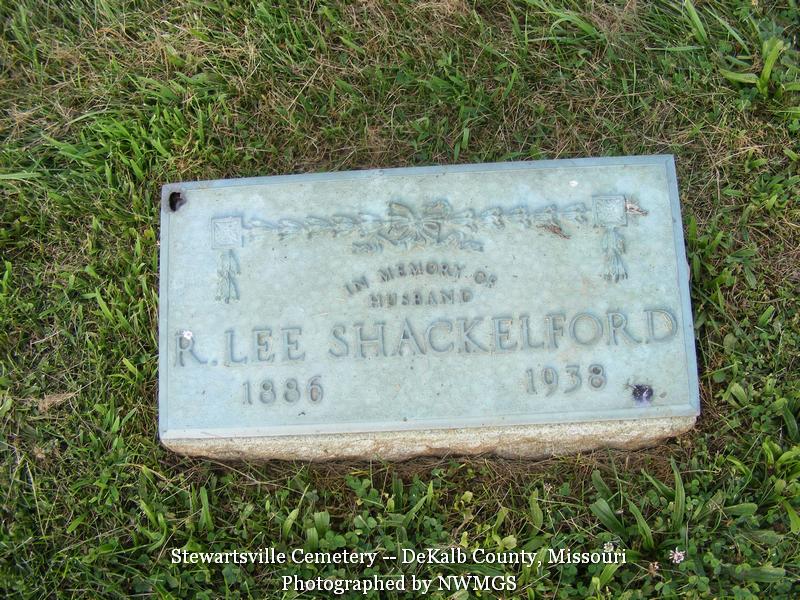 IN MEMORY OF
HUSBAND
R. LEE SHACKELFORD
1886 1938
Stewartsville Cemetery -- DeKalb County, Missouri
Photographed by NWMGS